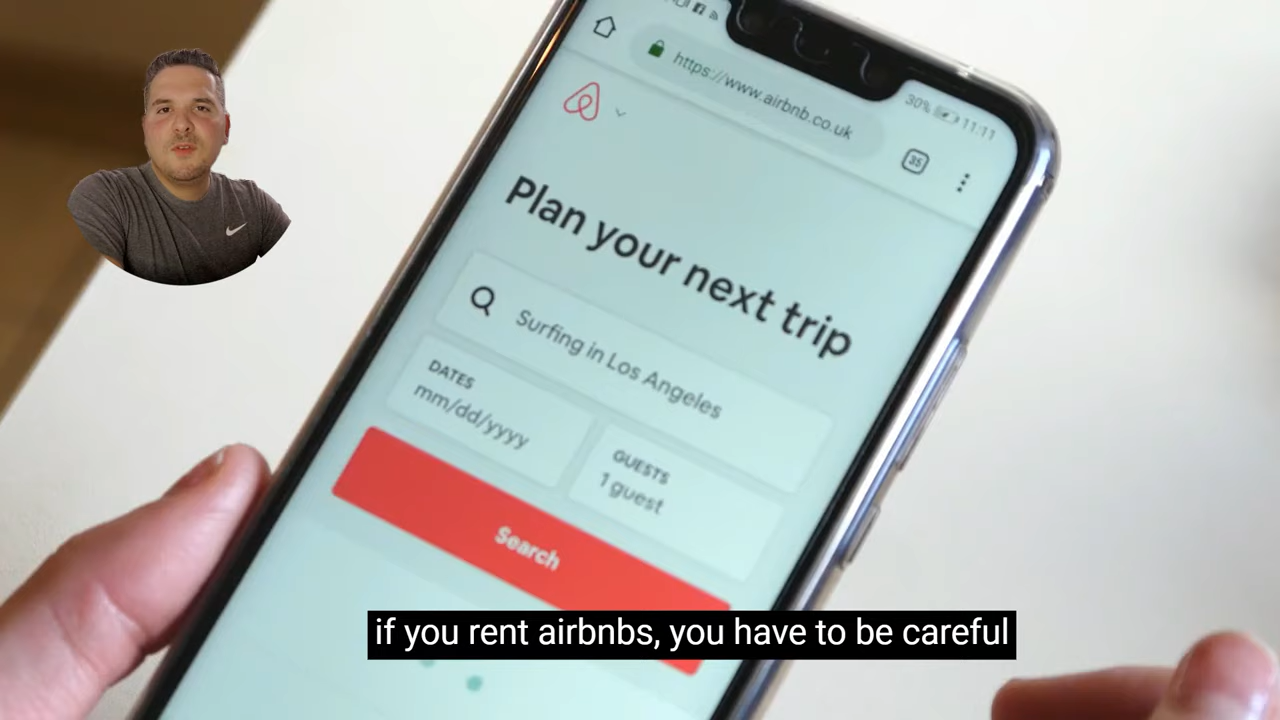 https://www.airbnb.co.uk
30% 11:11
35
Plan your next trip
Surfing in Los Angeles
DATES
mm/dd/yyyy
GUESTS
1 guest
Search
if you rent airbnbs, you have to be careful